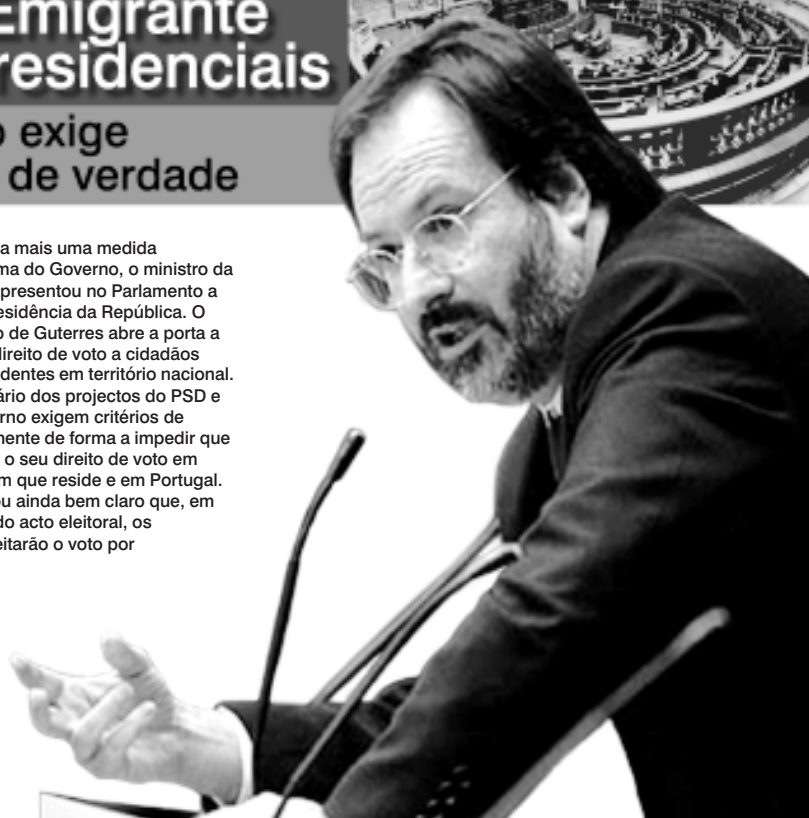 Emigrante
residenciais
o exige
de verdade
a mais uma medida
ma do Governo, o ministro da
presentou no Parlamento a
esidência da República. O
o de Guterres abre a porta a
direito de voto a cidadãos
dentes em território nacional.
ário dos projectos do PSD e
rno exigem critérios de
mente de forma a impedir que
o seu direito de voto em
m que reside e em Portugal.
u ainda bem claro que, em
do acto eleitoral, os
eitarão o voto por